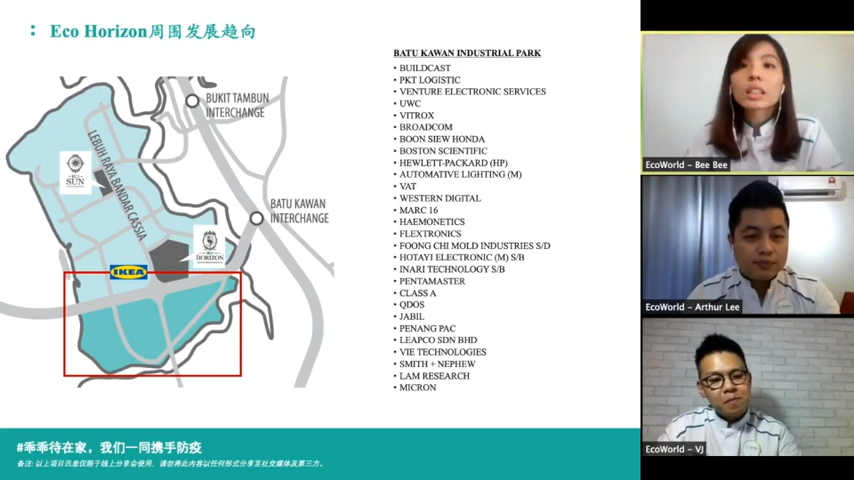 ： Eco Horizon周围发展趋向
BUKIT TAMBUN
INTERCHANGE
LEBUH RAYA BANDAR CASSIA
SUN
BATU KAWAN
INTERCHANGE
HORIZON
IKEA
BATU KAWAN INDUSTRIAL PARK
• BUILDCAST
• PKT LOGISTIC
• VENTURE ELECTRONIC SERVICES
• UWC
• VITROX
• BROADCOM
• BOON SIEW HONDA
• BOSTON SCIENTIFIC
• HEWLETT-PACKARD (HP)
• AUTOMATIVE LIGHTING (M)
• VAT
• WESTERN DIGITAL
• MARC 16
• HAEMONETICS
• FLEXTRONICS
• FOONG CHI MOLD INDUSTRIES S/D
• HOTAYI ELECTRONIC (M) S/B
• INARI TECHNOLOGY S/B
• PENTAMASTER
• CLASS A
• QDOS
• JABIL
• PENANG PAC
• LEAPCO SDN BHD
• VIE TECHNOLOGIES
• SMITH + NEPHEW
• LAM RESEARCH
• MICRON
#乖乖待在家，我们一同携手防疫
备注: 以上项目讯息仅限于线上分享会使用，请勿将此内容以任何形式分享至社交媒体及第三方。
EcoWorld - Bee Bee
EcoWorld - Arthur Lee
EcoWorld - VJ